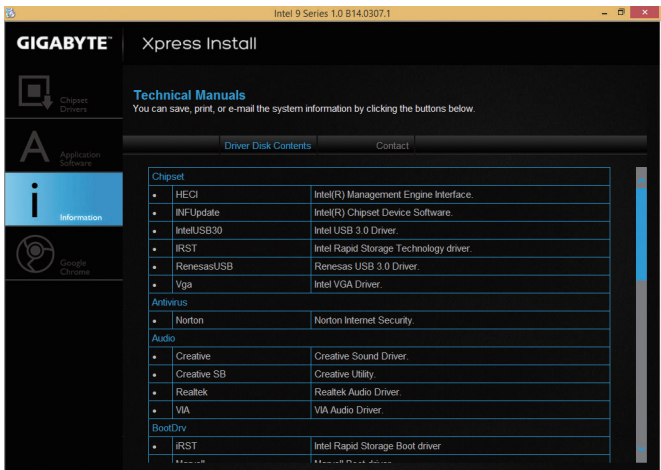 Intel 9 Series 1.0 B14.0307.1
GIGABYTE™ Xpress Install
Chipset
Drivers
Application
Software
Information
Google
Chrome
Technical Manuals
You can save, print, or e-mail the system information by clicking the buttons below.
Driver Disk Contents Contact
Chipset
• HECI Intel(R) Management Engine Interface.
• INFUpdate Intel(R) Chipset Device Software.
• IntelUSB30 Intel USB 3.0 Driver.
• IRST Intel Rapid Storage Technology driver.
• RenesasUSB Renesas USB 3.0 Driver.
• Vga Intel VGA Driver.
Antivirus
• Norton Norton Internet Security.
Audio
• Creative Creative Sound Driver.
• Creative SB Creative Utility.
• Realtek Realtek Audio Driver.
• VIA VIA Audio Driver.
BootDrv
• iRST Intel Rapid Storage Boot driver
• Marvell Marvell Boot driver